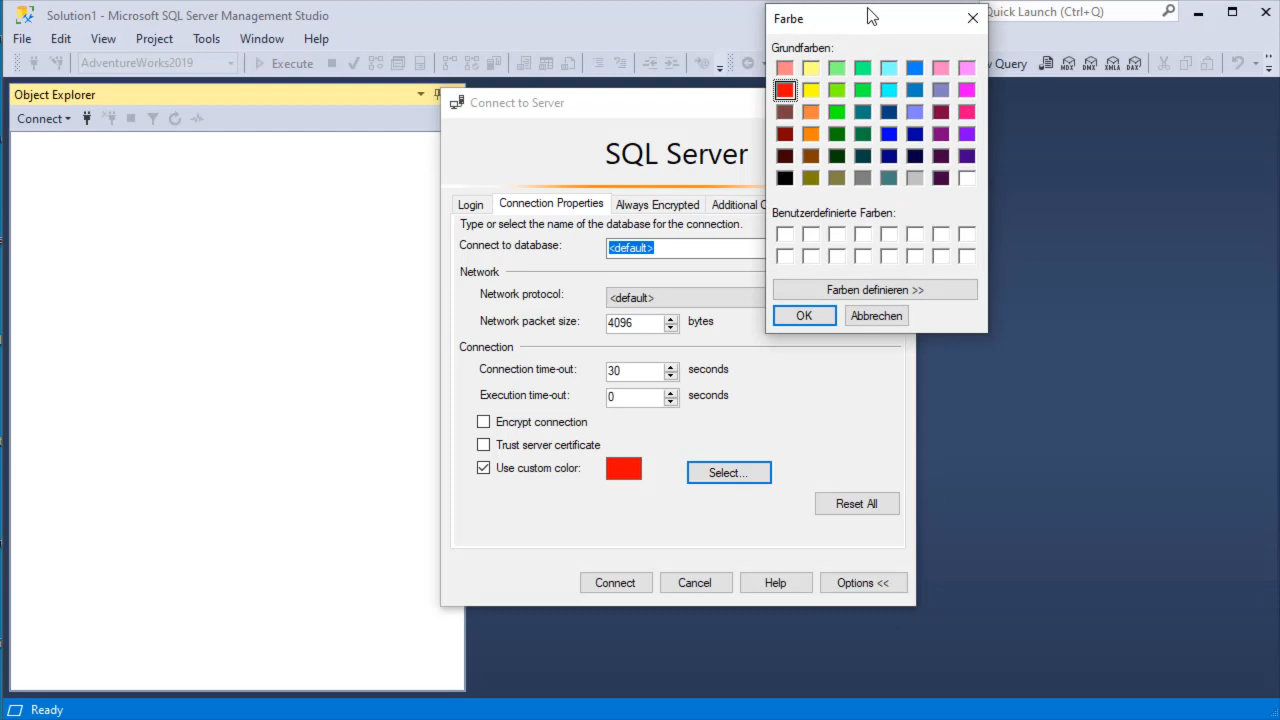 Solution1 - Microsoft SQL Server Management Studio
Quick Launch (Ctrl+Q)
File Edit View Project Tools Window Help
AdventureWorks2019
Execute
Query
Object Explorer
Connect
Connect to Server
SQL Server
Login
Connection Properties
Always Encrypted
Additional C
Type or select the name of the database for the connection.
Connect to database: <default>
Network
Network protocol: <default>
Network packet size: 4096 bytes
Connection
Connection time-out: 30 seconds
Execution time-out: 0 seconds
Encrypt connection
Trust server certificate
Use custom color: Select...
Reset All
Connect Cancel Help Options <<
Farbe
Grundfarben:
Benutzerdefinierte Farben:
Farben definieren >>
OK Abbrechen
Ready